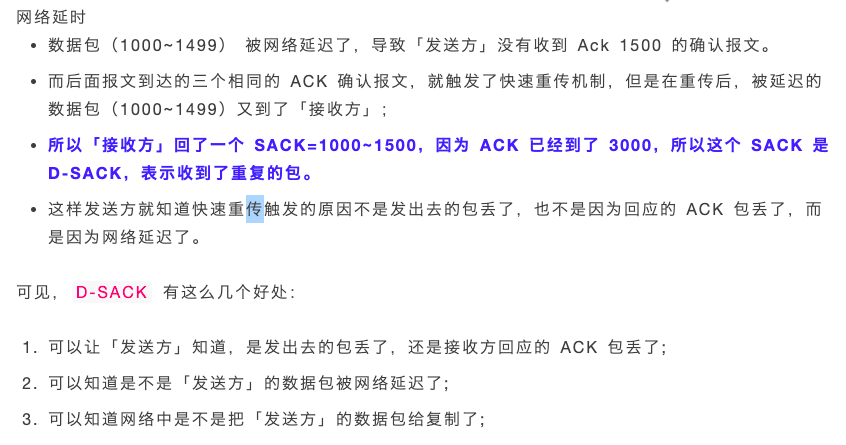 网络延时
• 数据包（1000~1499） 被网络延迟了，导致「发送方」没有收到 Ack 1500 的确认报文。
• 而后面报文到达的三个相同的 ACK 确认报文，就触发了快速重传机制，但是在重传后，被延迟的
数据包（1000~1499）又到了「接收方」；
• 所以「接收方」回了一个 SACK=1000~1500，因为 ACK 已经到了 3000，所以这个 SACK 是
D-SACK，表示收到了重复的包。
• 这样发送方就知道快速重传触发的原因不是发出去的包丢了，也不是因为回应的 ACK 包丢了，而
是因为网络延迟了。
可见， D-SACK 有这么几个好处：
1. 可以让「发送方」知道，是发出去的包丢了，还是接收方回应的 ACK 包丢了；
2. 可以知道是不是「发送方」的数据包被网络延迟了；
3. 可以知道网络中是不是把「发送方」的数据包给复制了；